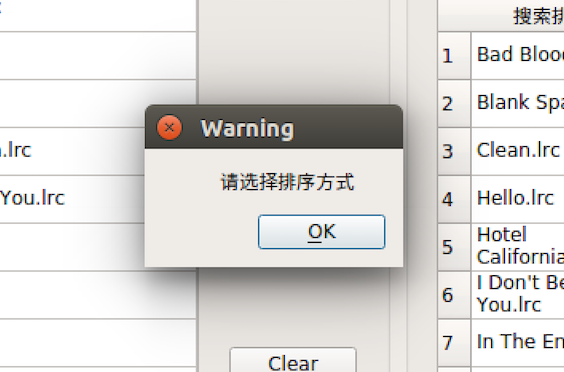 .lrc
You.lrc
Warning
请选择排序方式
OK
Clear
搜索排
1 Bad Bloo
2 Blank Spa
3 Clean.lrc
4 Hello.lrc
5 Hotel
California
6 I Don't Be
You.lrc
7 In The En